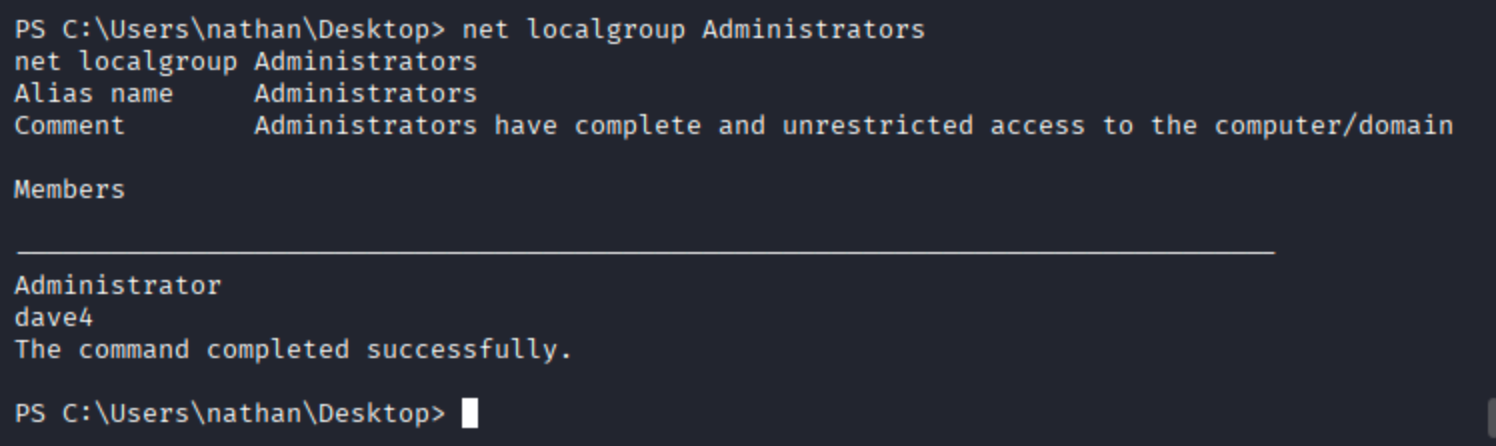 PS C:\Users\nathan\Desktop> net localgroup Administrators
net localgroup Administrators
Alias name     Administrators
Comment        Administrators have complete and unrestricted access to the computer/domain
Members
Administrator
dave4
The command completed successfully.
PS C:\Users\nathan\Desktop>